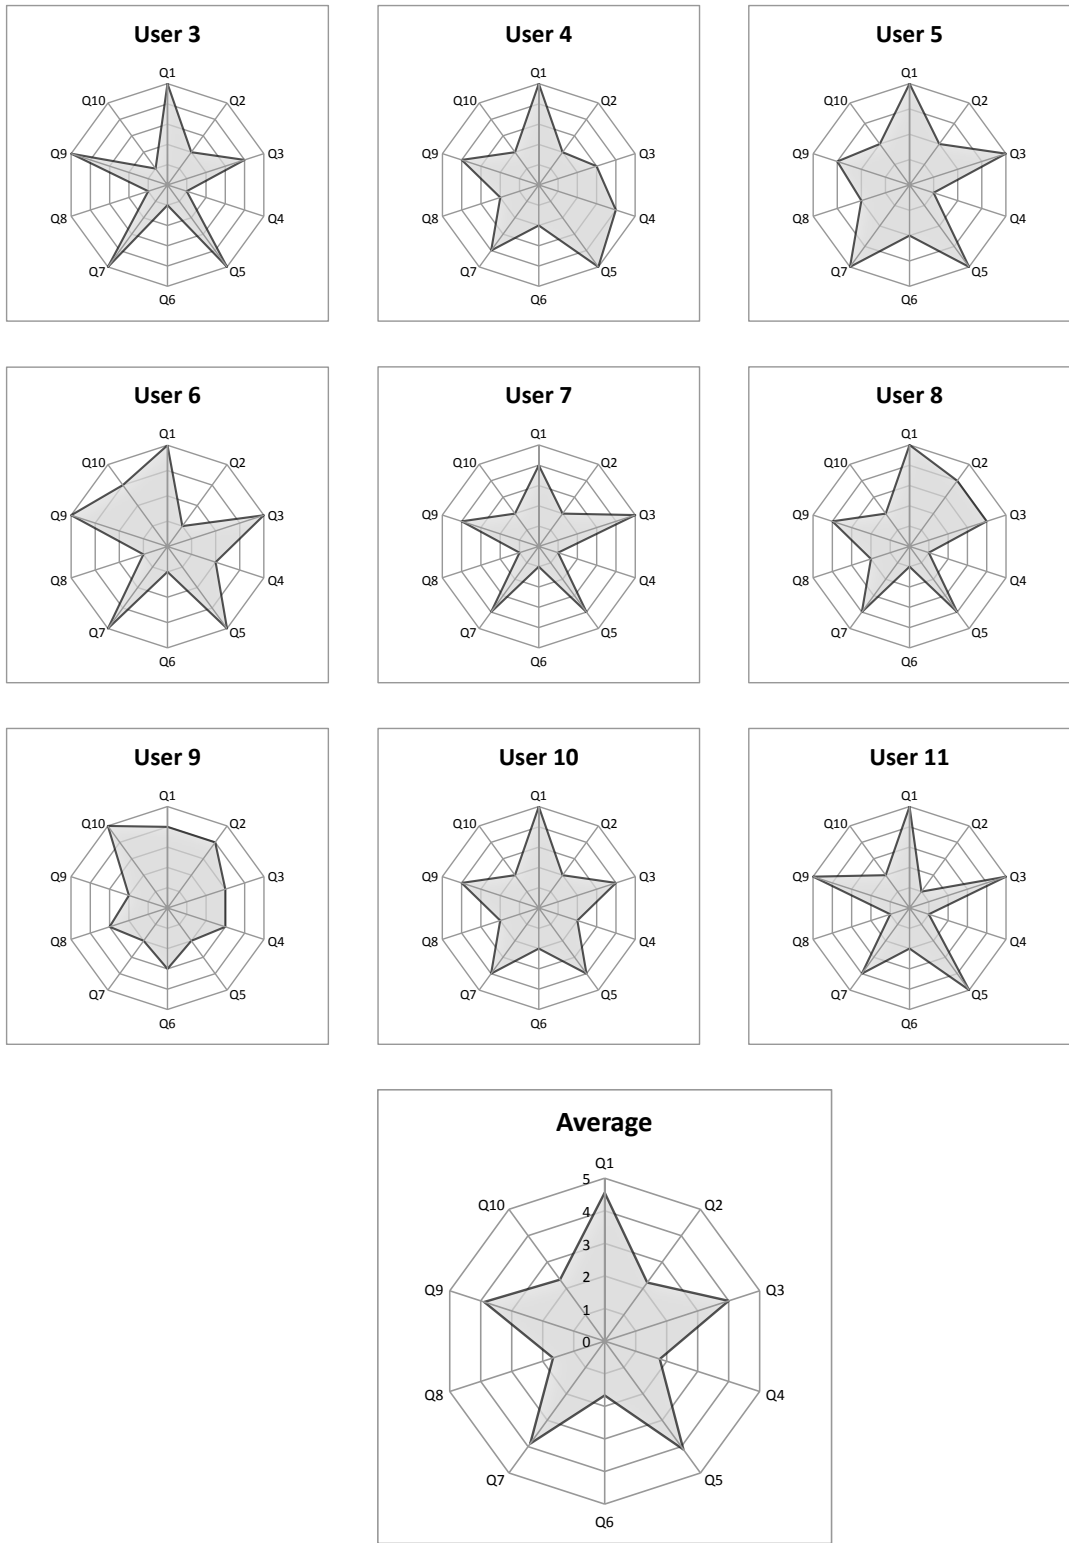 User 3
Q1
Q10 Q2
Q9 Q3
Q8 Q4
Q7 Q5
Q6
User 4
Q1
Q10 Q2
Q9 Q3
Q8 Q4
Q7 Q5
Q6
User 5
Q1
Q10 Q2
Q9 Q3
Q8 Q4
Q7 Q5
Q6
User 6
Q1
Q10 Q2
Q9 Q3
Q8 Q4
Q7 Q5
Q6
User 7
Q1
Q10 Q2
Q9 Q3
Q8 Q4
Q7 Q5
Q6
User 8
Q1
Q10 Q2
Q9 Q3
Q8 Q4
Q7 Q5
Q6
User 9
Q1
Q10 Q2
Q9 Q3
Q8 Q4
Q7 Q5
Q6
User 10
Q1
Q10 Q2
Q9 Q3
Q8 Q4
Q7 Q5
Q6
User 11
Q1
Q10 Q2
Q9 Q3
Q8 Q4
Q7 Q5
Q6
Average
Q1
5
Q10 Q2
4
3
Q9 Q3
2
1
0
Q8 Q4
Q7 Q5
Q6